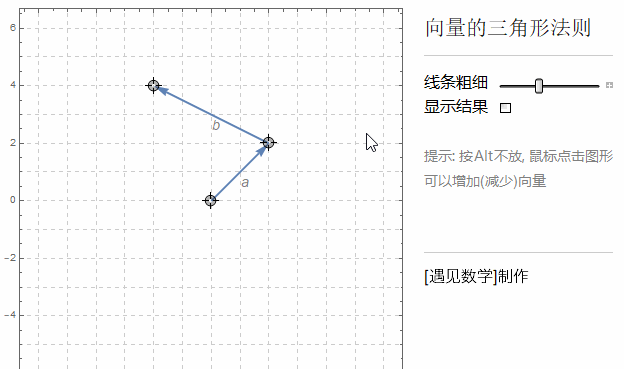 向量的三角形法则
线条粗细
显示结果
提示: 按Alt不放, 鼠标点击图形
可以增加(减少)向量
[遇见数学]制作
6
4
2
0
-2
-4
b
a